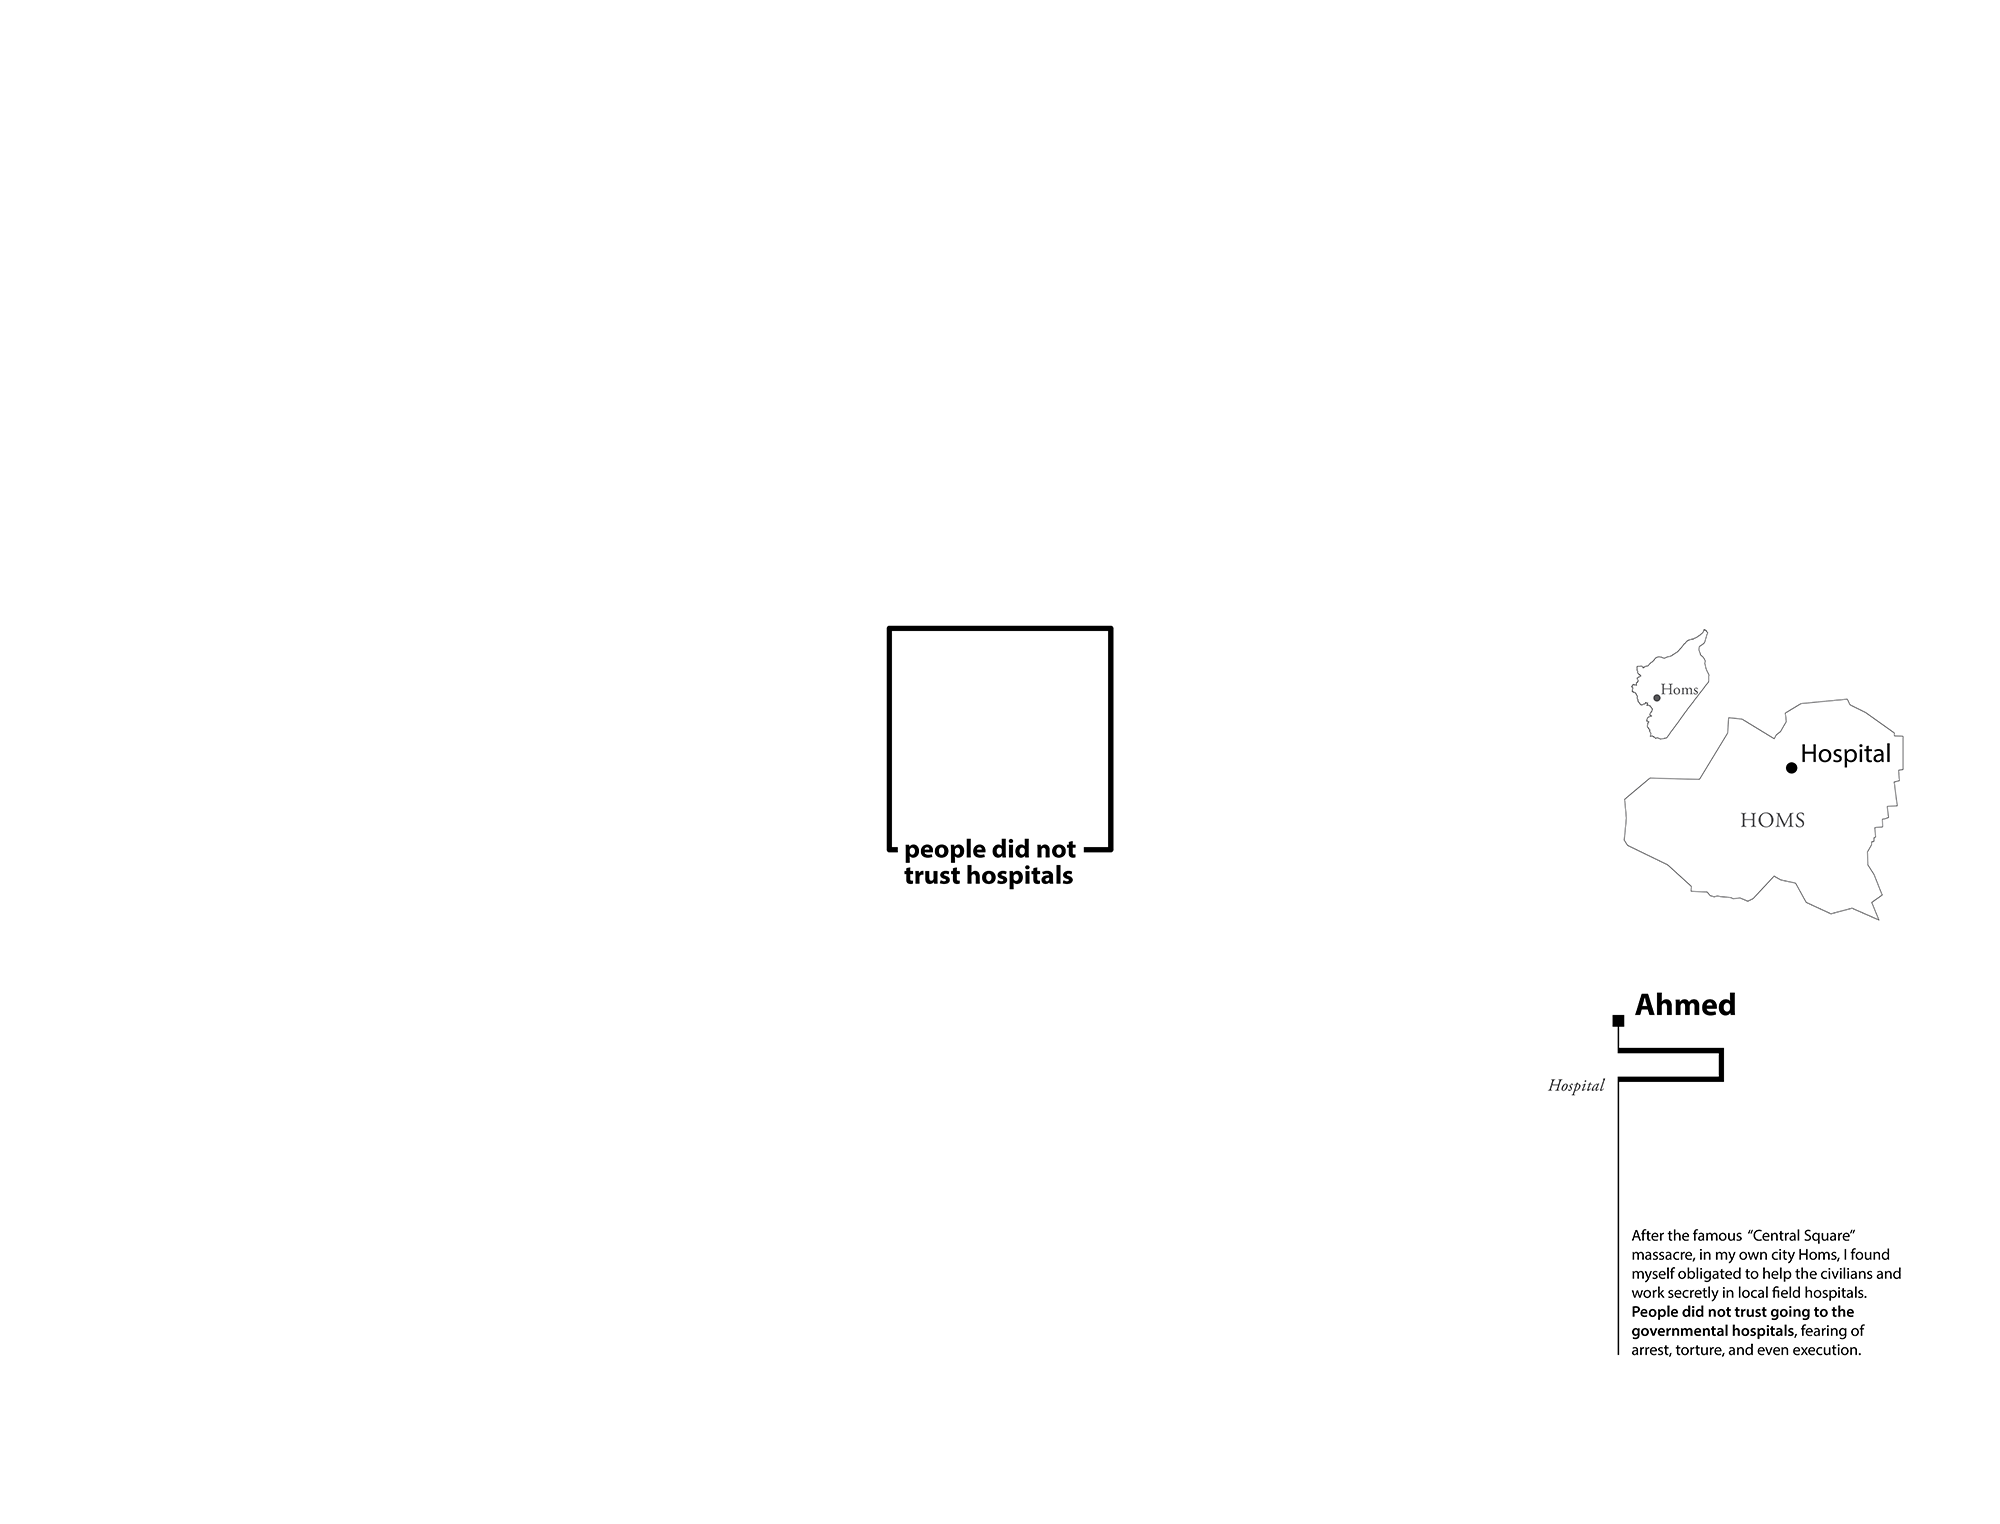 people did not
trust hospitals
Homs
Hospital
HOMS
Ahmed
Hospital
After the famous “Central Square”
massacre, in my own city Homs, I found
myself obligated to help the civilians and
work secretly in local field hospitals.
People did not trust going to the
governmental hospitals, fearing of
arrest, torture, and even execution.